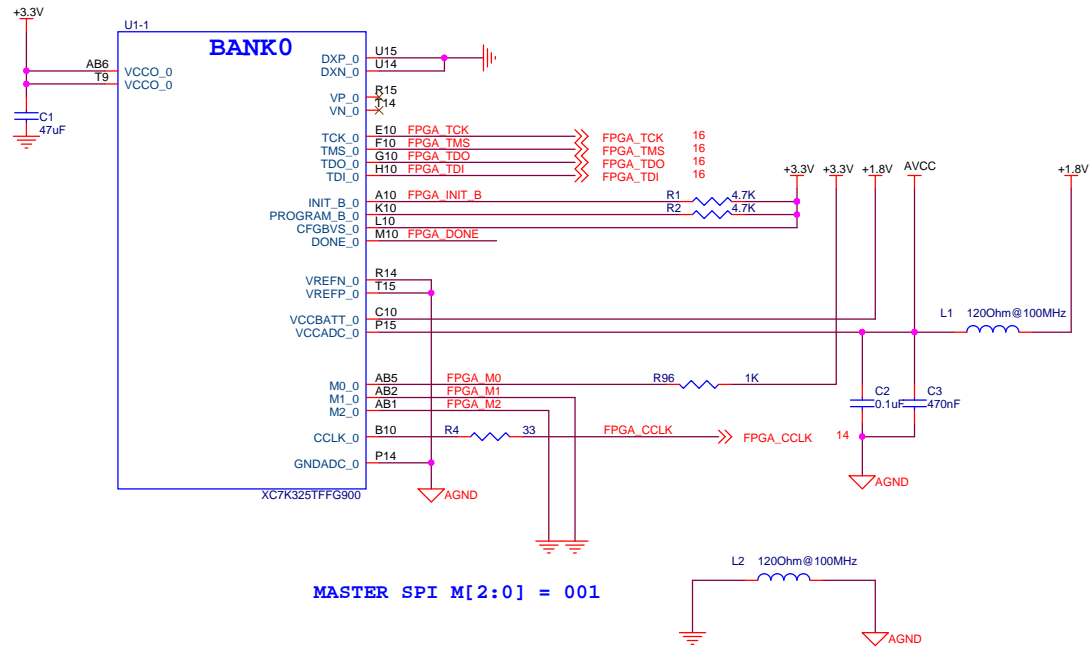 +3.3V
U1-1
BANK0
AB6 VCCO_0
T9 VCCO_0
C1
47uF
DXP_0 U15
DXN_0 U14
VP_0 R15
VN_0 T14
TCK_0 E10 FPGA_TCK FPGA_TCK 16
TMS_0 F10 FPGA_TMS FPGA_TMS 16
TDO_0 G10 FPGA_TDO FPGA_TDO 16
TDI_0 H10 FPGA_TDI FPGA_TDI 16
+3.3V +3.3V +1.8V AVCC +1.8V
INIT_B_0 A10 FPGA_INIT_B R1 4.7K
PROGRAM_B_0 K10 R2 4.7K
CFGBVS_0 L10
DONE_0 M10 FPGA_DONE
VREFN_0 R14
VREFP_0 T15
VCCBATT_0 C10
VCCADC_0 P15
L1 120Ohm@100MHz
M0_0 AB5 FPGA_M0 R96 1K
M1_0 AB2 FPGA_M1
M2_0 AB1 FPGA_M2
C2
0.1uF
C3
470nF
CCLK_0 B10 R4 33 FPGA_CCLK FPGA_CCLK 14
GNDADC_0 P14
AGND
AGND
XC7K325TFFG900
L2 120Ohm@100MHz
MASTER SPI M[2:0] = 001
AGND